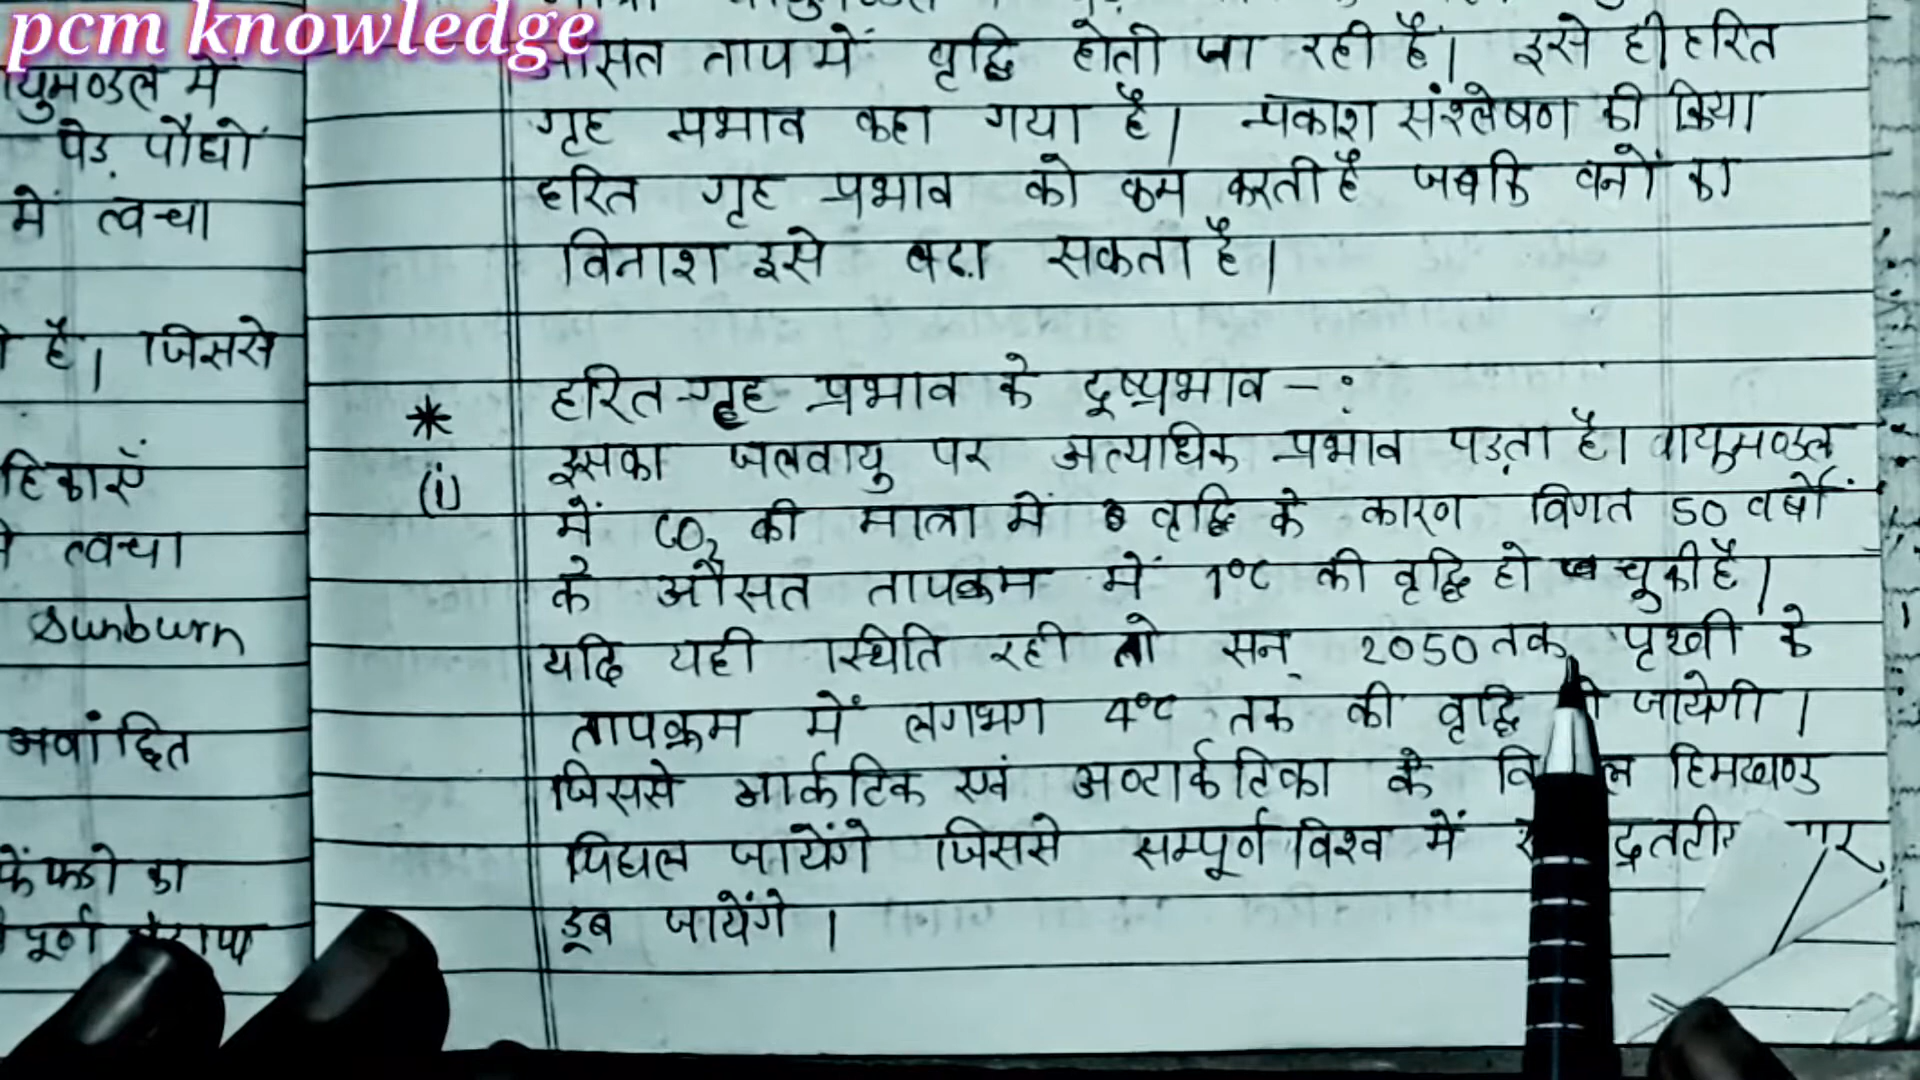 pcm knowledge
युमण्डल में
पेड़ पौधों
में त्वचा
है। जिससे
हिकाएँ
त्वचा
Sunburn
अवांछित
फेंफडो का
पूर्ण
औसत ताप में वृद्धि होती जा रही है। इसे ही हरित
गृह प्रभाव कहा गया है। प्रकाश संश्लेषण की क्रिया
हरित गृह प्रभाव को कम करती है जबकि वनों का
विनाश इसे बढ़ा सकता है।
* हरित-गृह प्रभाव के दूष्प्रभाव -:
(i) इसका जलवायु पर अत्याधिक प्रभाव पड़ता है। वायुमण्डल
में CO₂ की मात्रा में वृद्धि के कारण विगत 50 वर्षों
के औसत तापक्रम में 1°C की वृद्धि हो चुकी है।
यदि यही स्थिति रही तो सन् 2050 तक पृथ्वी के
तापक्रम में लगभग 4°C तक की वृद्धि जायेगी।
जिससे आर्कटिक एवं अण्टार्कटिका के हिमखण्ड
पिघल जायेंगे जिससे सम्पूर्ण विश्व में
डूब जायेंगे।